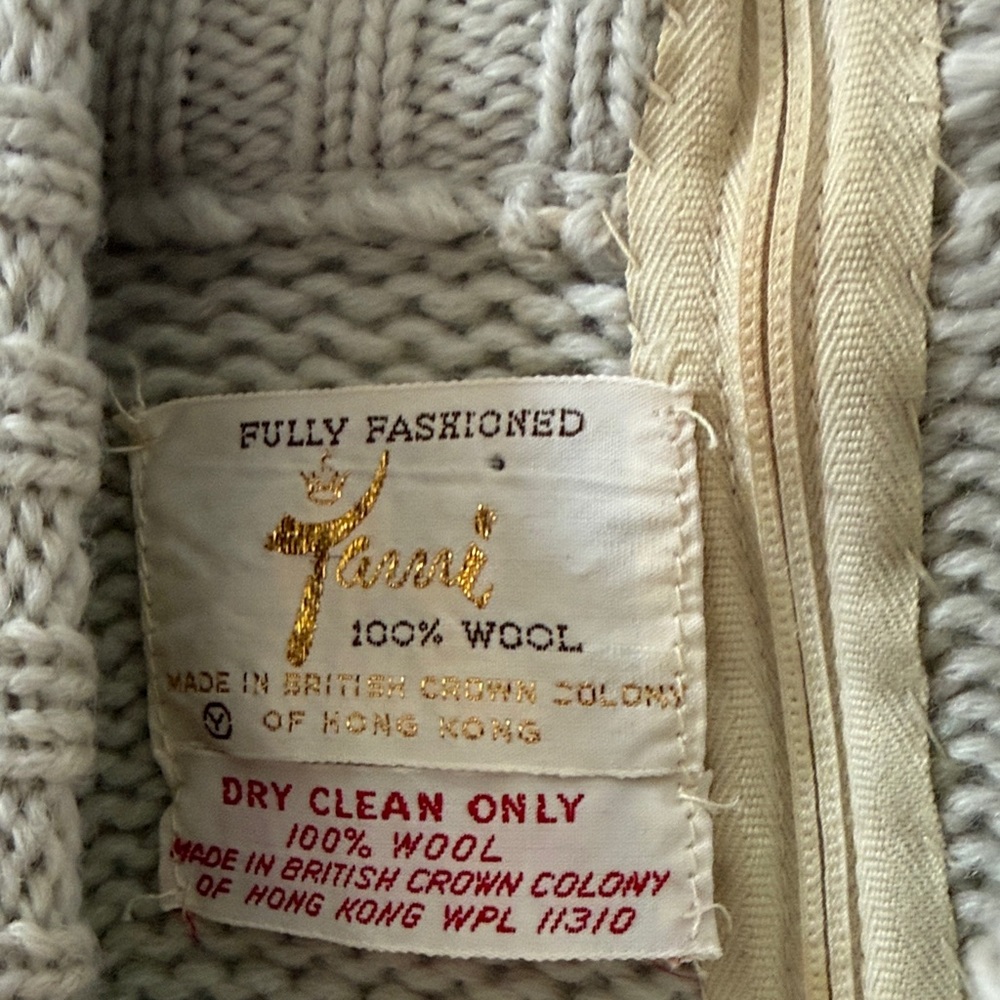 FULLY FASHIONED
Tami
100% WOOL
MADE IN BRITISH CROWN COLONY
Y OF HONG KONG
DRY CLEAN ONLY
100% WOOL
MADE IN BRITISH CROWN COLONY
OF HONG KONG WPL 11310